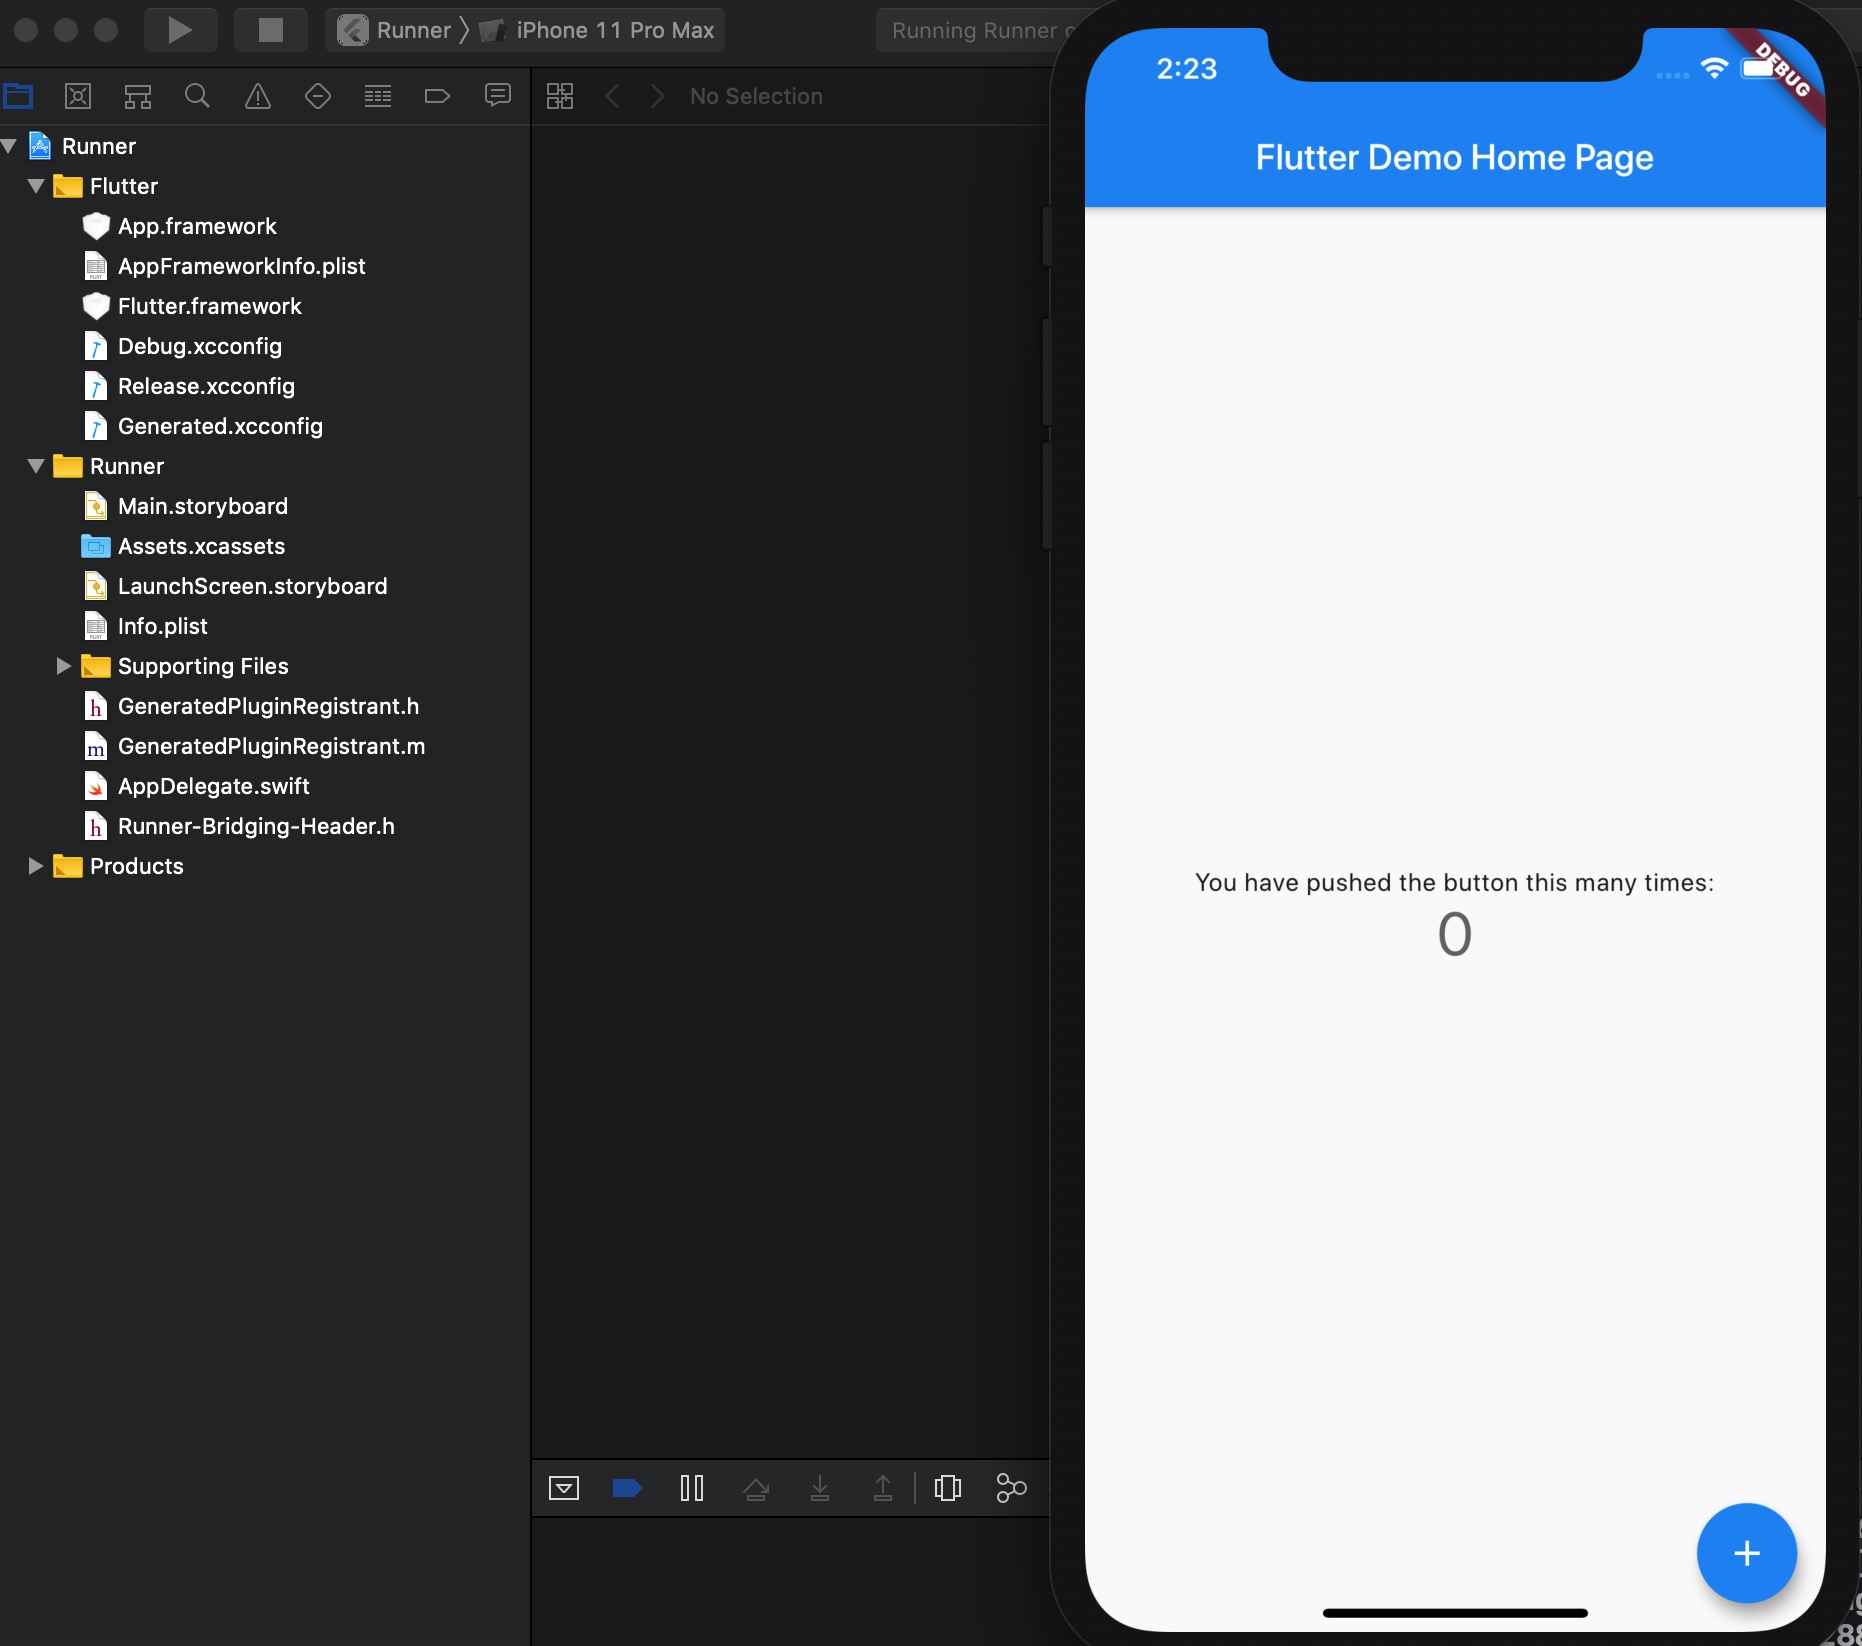 Runner
iPhone 11 Pro Max
Running Runner
No Selection
Runner
Flutter
App.framework
AppFrameworkInfo.plist
Flutter.framework
Debug.xcconfig
Release.xcconfig
Generated.xcconfig
Runner
Main.storyboard
Assets.xcassets
LaunchScreen.storyboard
Info.plist
Supporting Files
GeneratedPluginRegistrant.h
GeneratedPluginRegistrant.m
AppDelegate.swift
Runner-Bridging-Header.h
Products
2:23
DEBUG
Flutter Demo Home Page
You have pushed the button this many times:
0
+